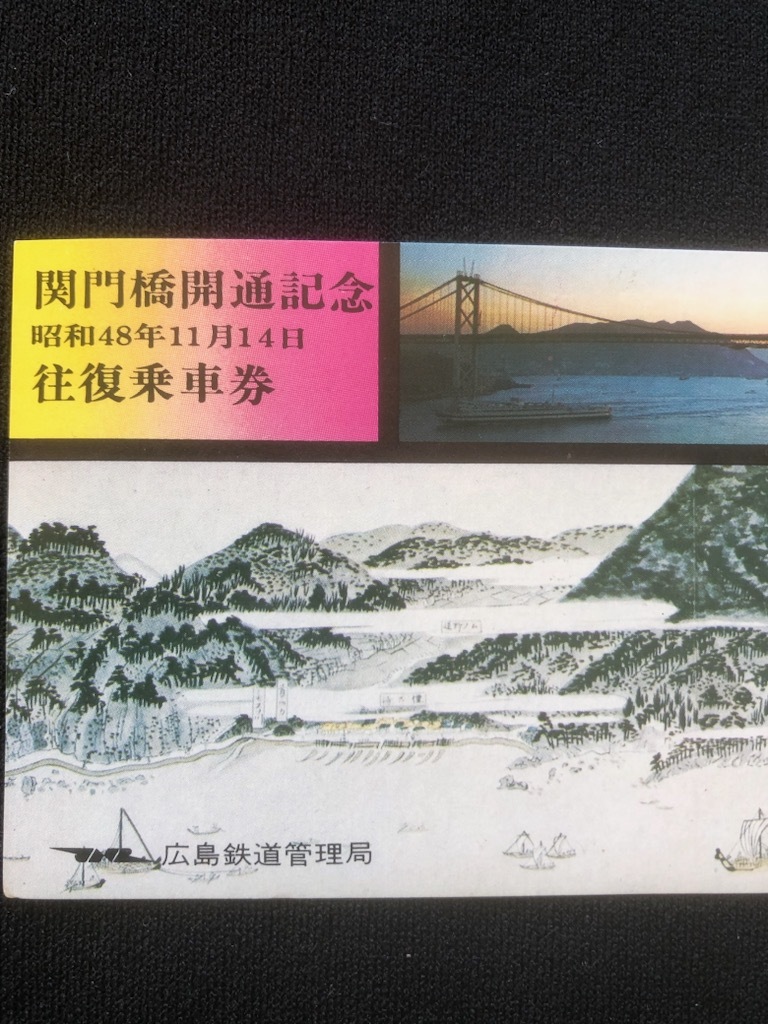 関門橋開通記念
昭和48年11月14日
往復乗車券
広島鉄道管理局